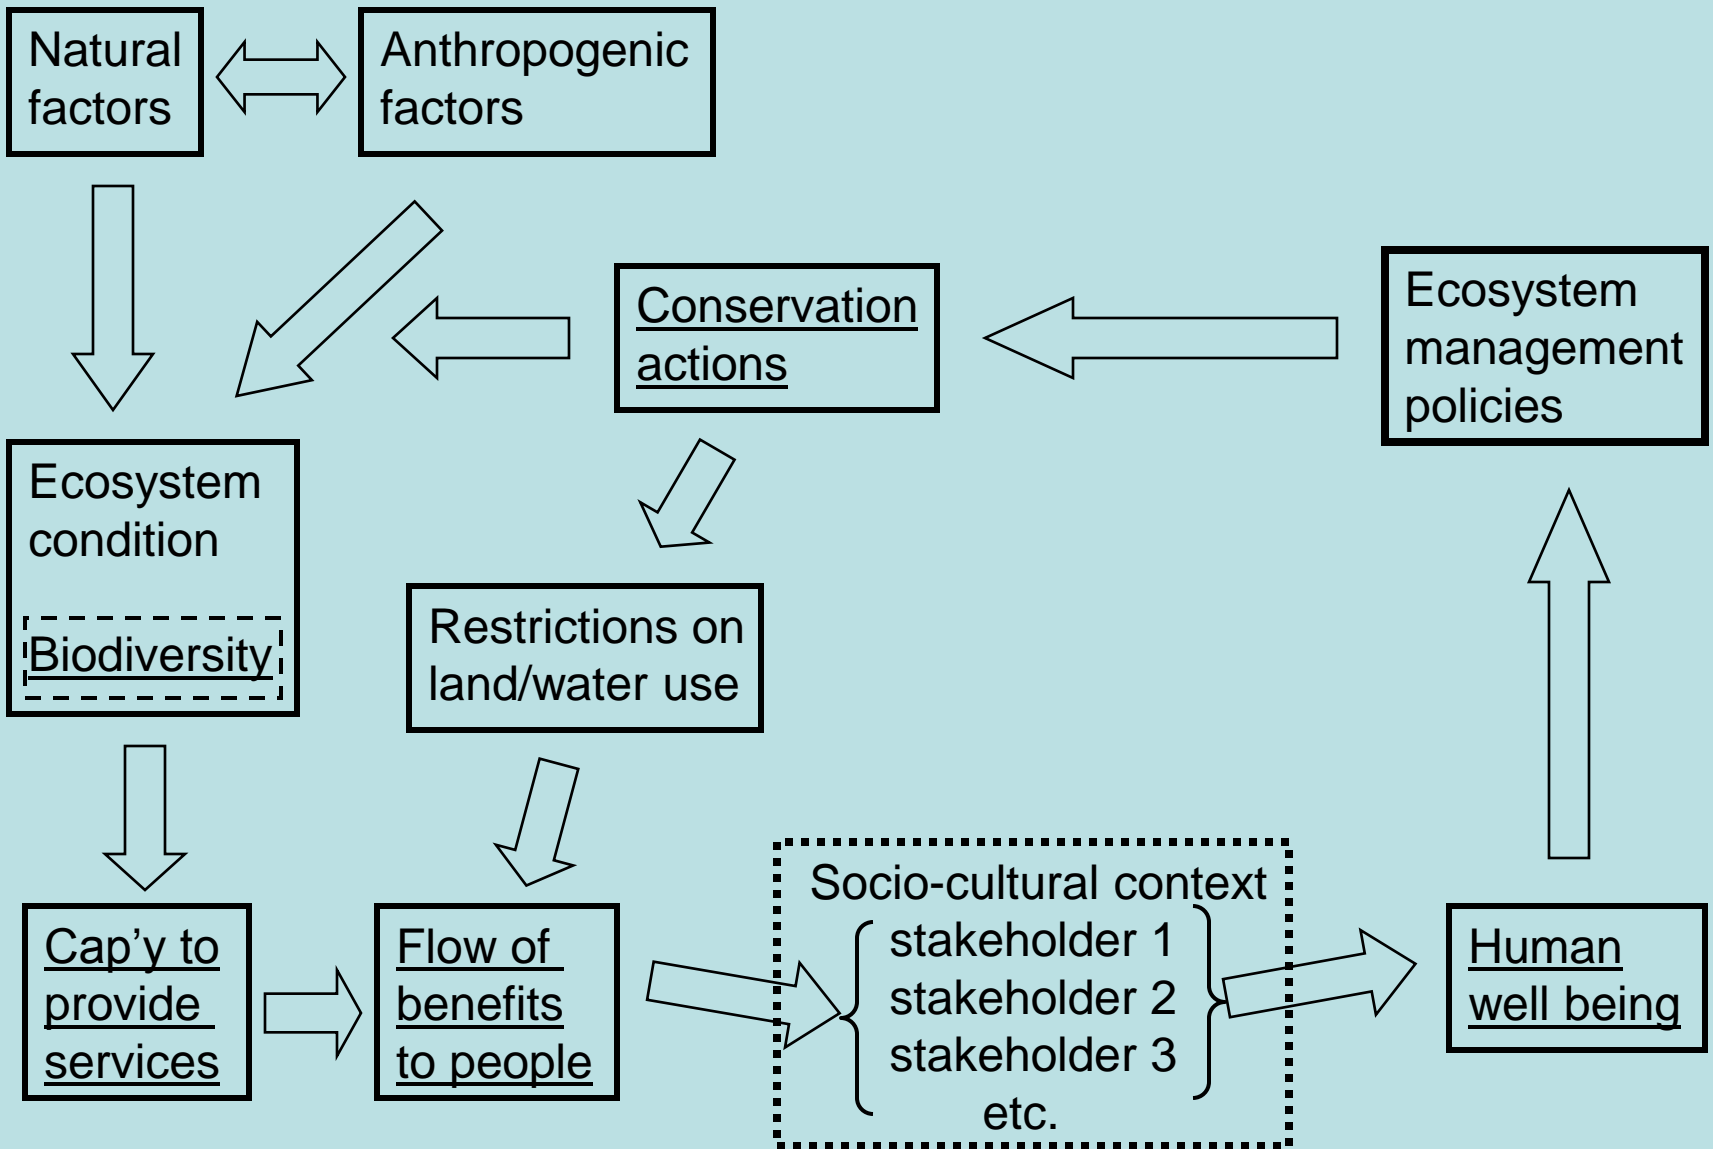 Natural
factors
Anthropogenic
factors
Conservation
actions
Ecosystem
management
policies
Ecosystem
condition
Biodiversity
Restrictions on
land/water use
Cap’y to
provide
services
Flow of
benefits
to people
Socio-cultural context
stakeholder 1
stakeholder 2
stakeholder 3
etc.
Human
well being